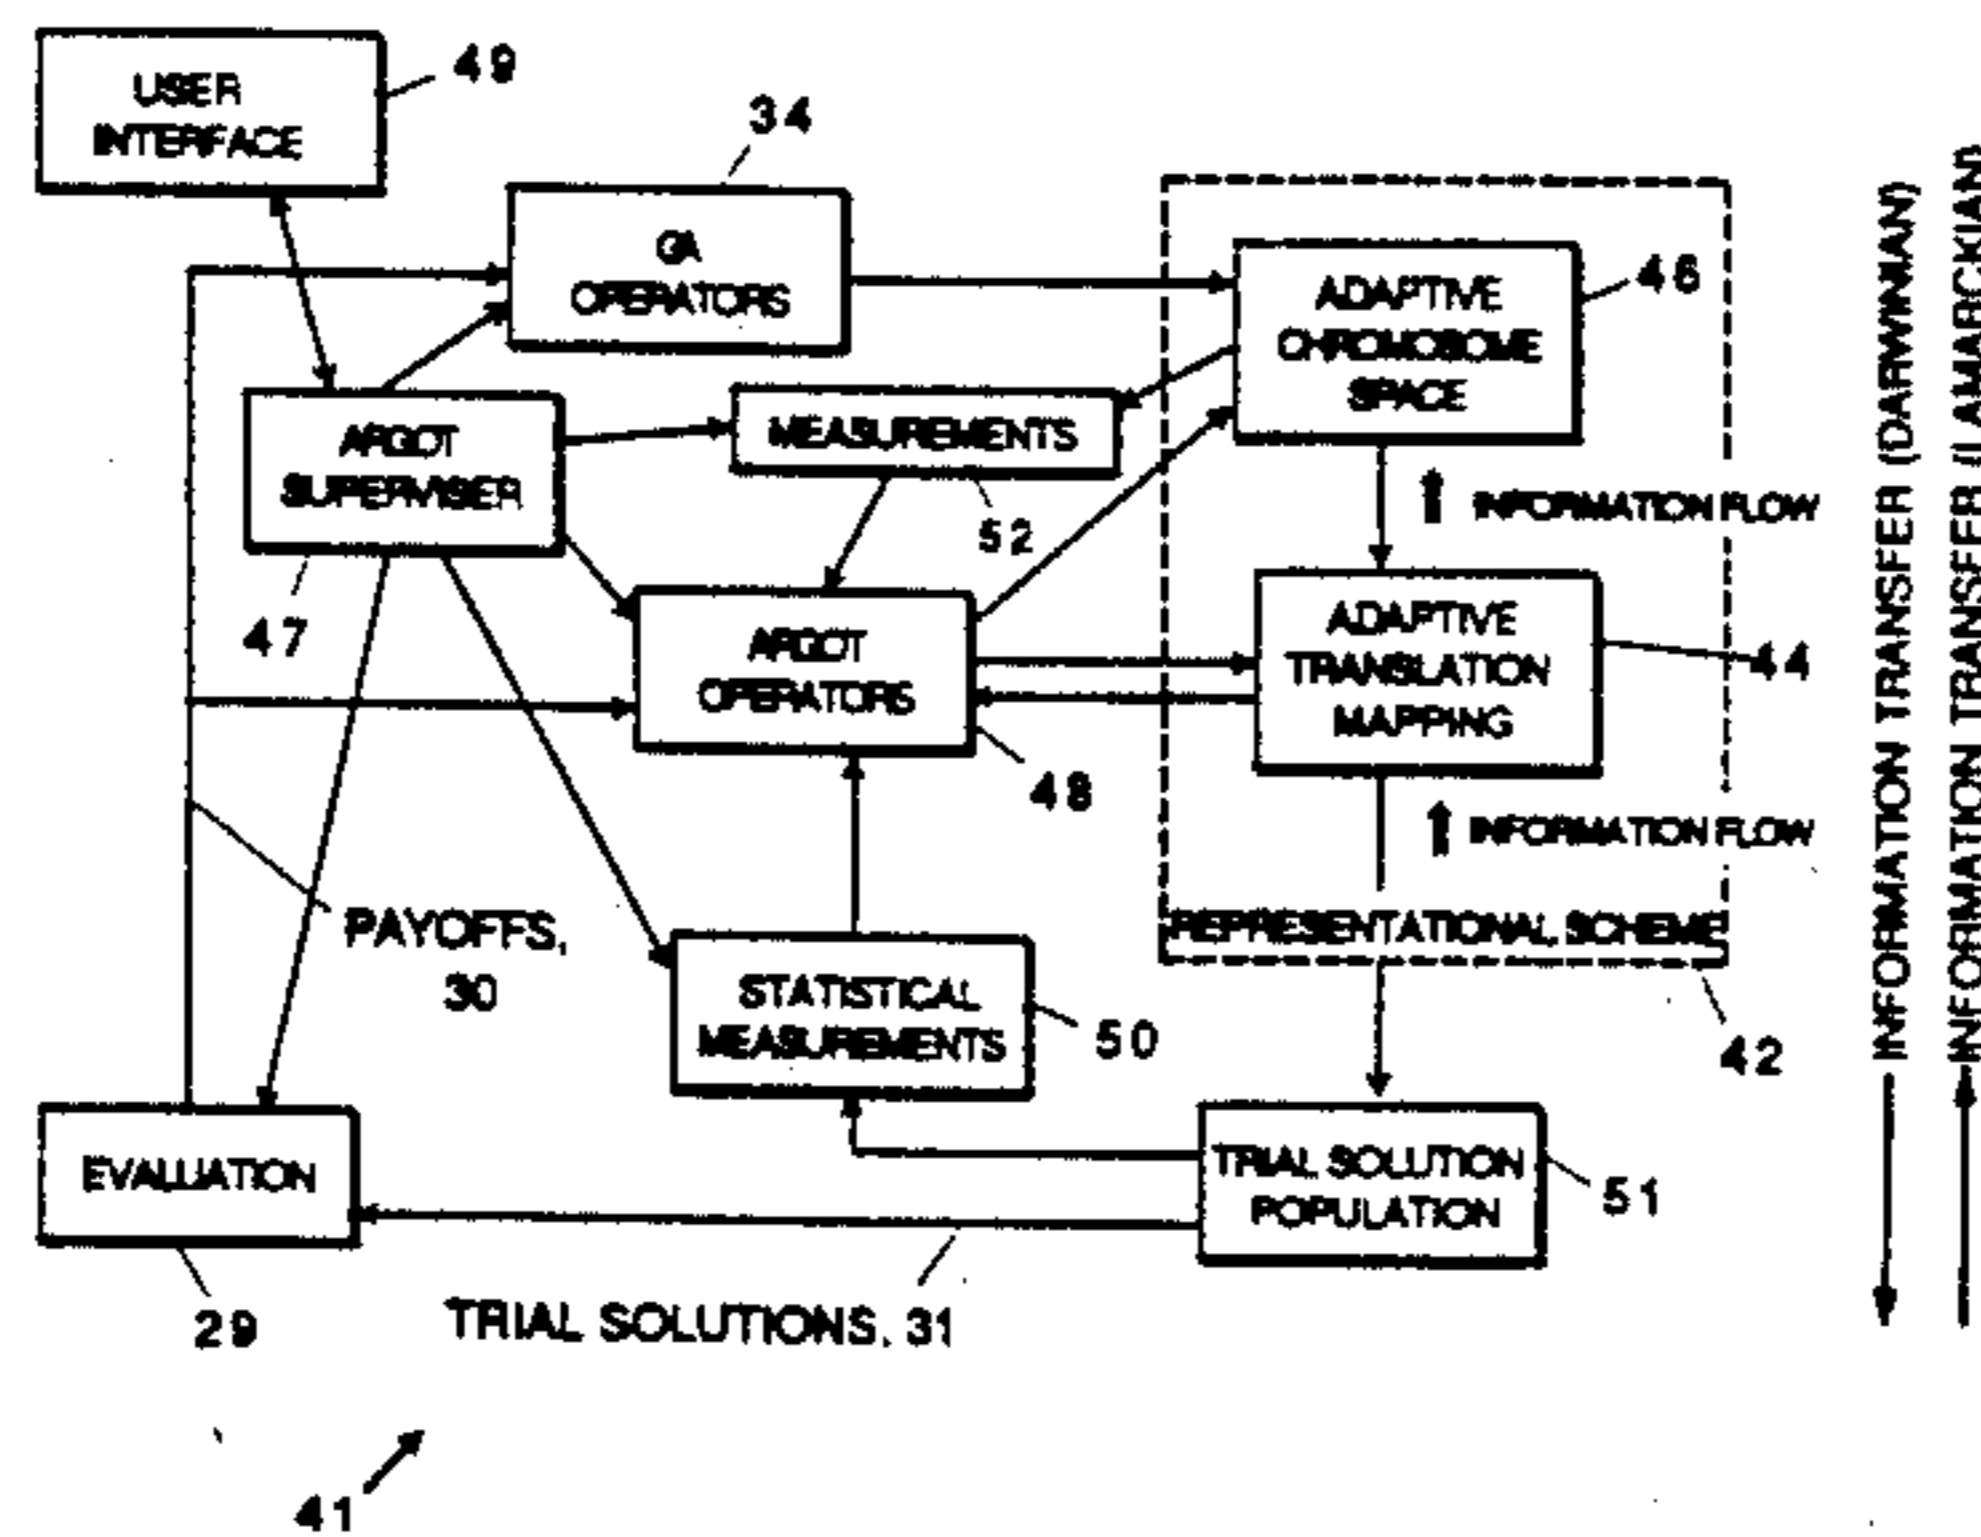 USER
INTERFACE
49
34
GA
OPERATORS
ADAPTIVE
CHROMOSOME
SPACE
46
ARGOT
SUPERVISER
47
MEASUREMENTS
52
INFORMATION FLOW
ARGOT
OPERATORS
48
ADAPTIVE
TRANSLATION
MAPPING
44
INFORMATION FLOW
PAYOFFS,
30
REPRESENTATIONAL SCHEME
42
STATISTICAL
MEASUREMENTS
50
EVALUATION
29
TRIAL SOLUTION
POPULATION
51
TRIAL SOLUTIONS, 31
41
INFORMATION TRANSFER (DARWINIAN)
INFORMATION TRANSFER (LAMARCKIAN)